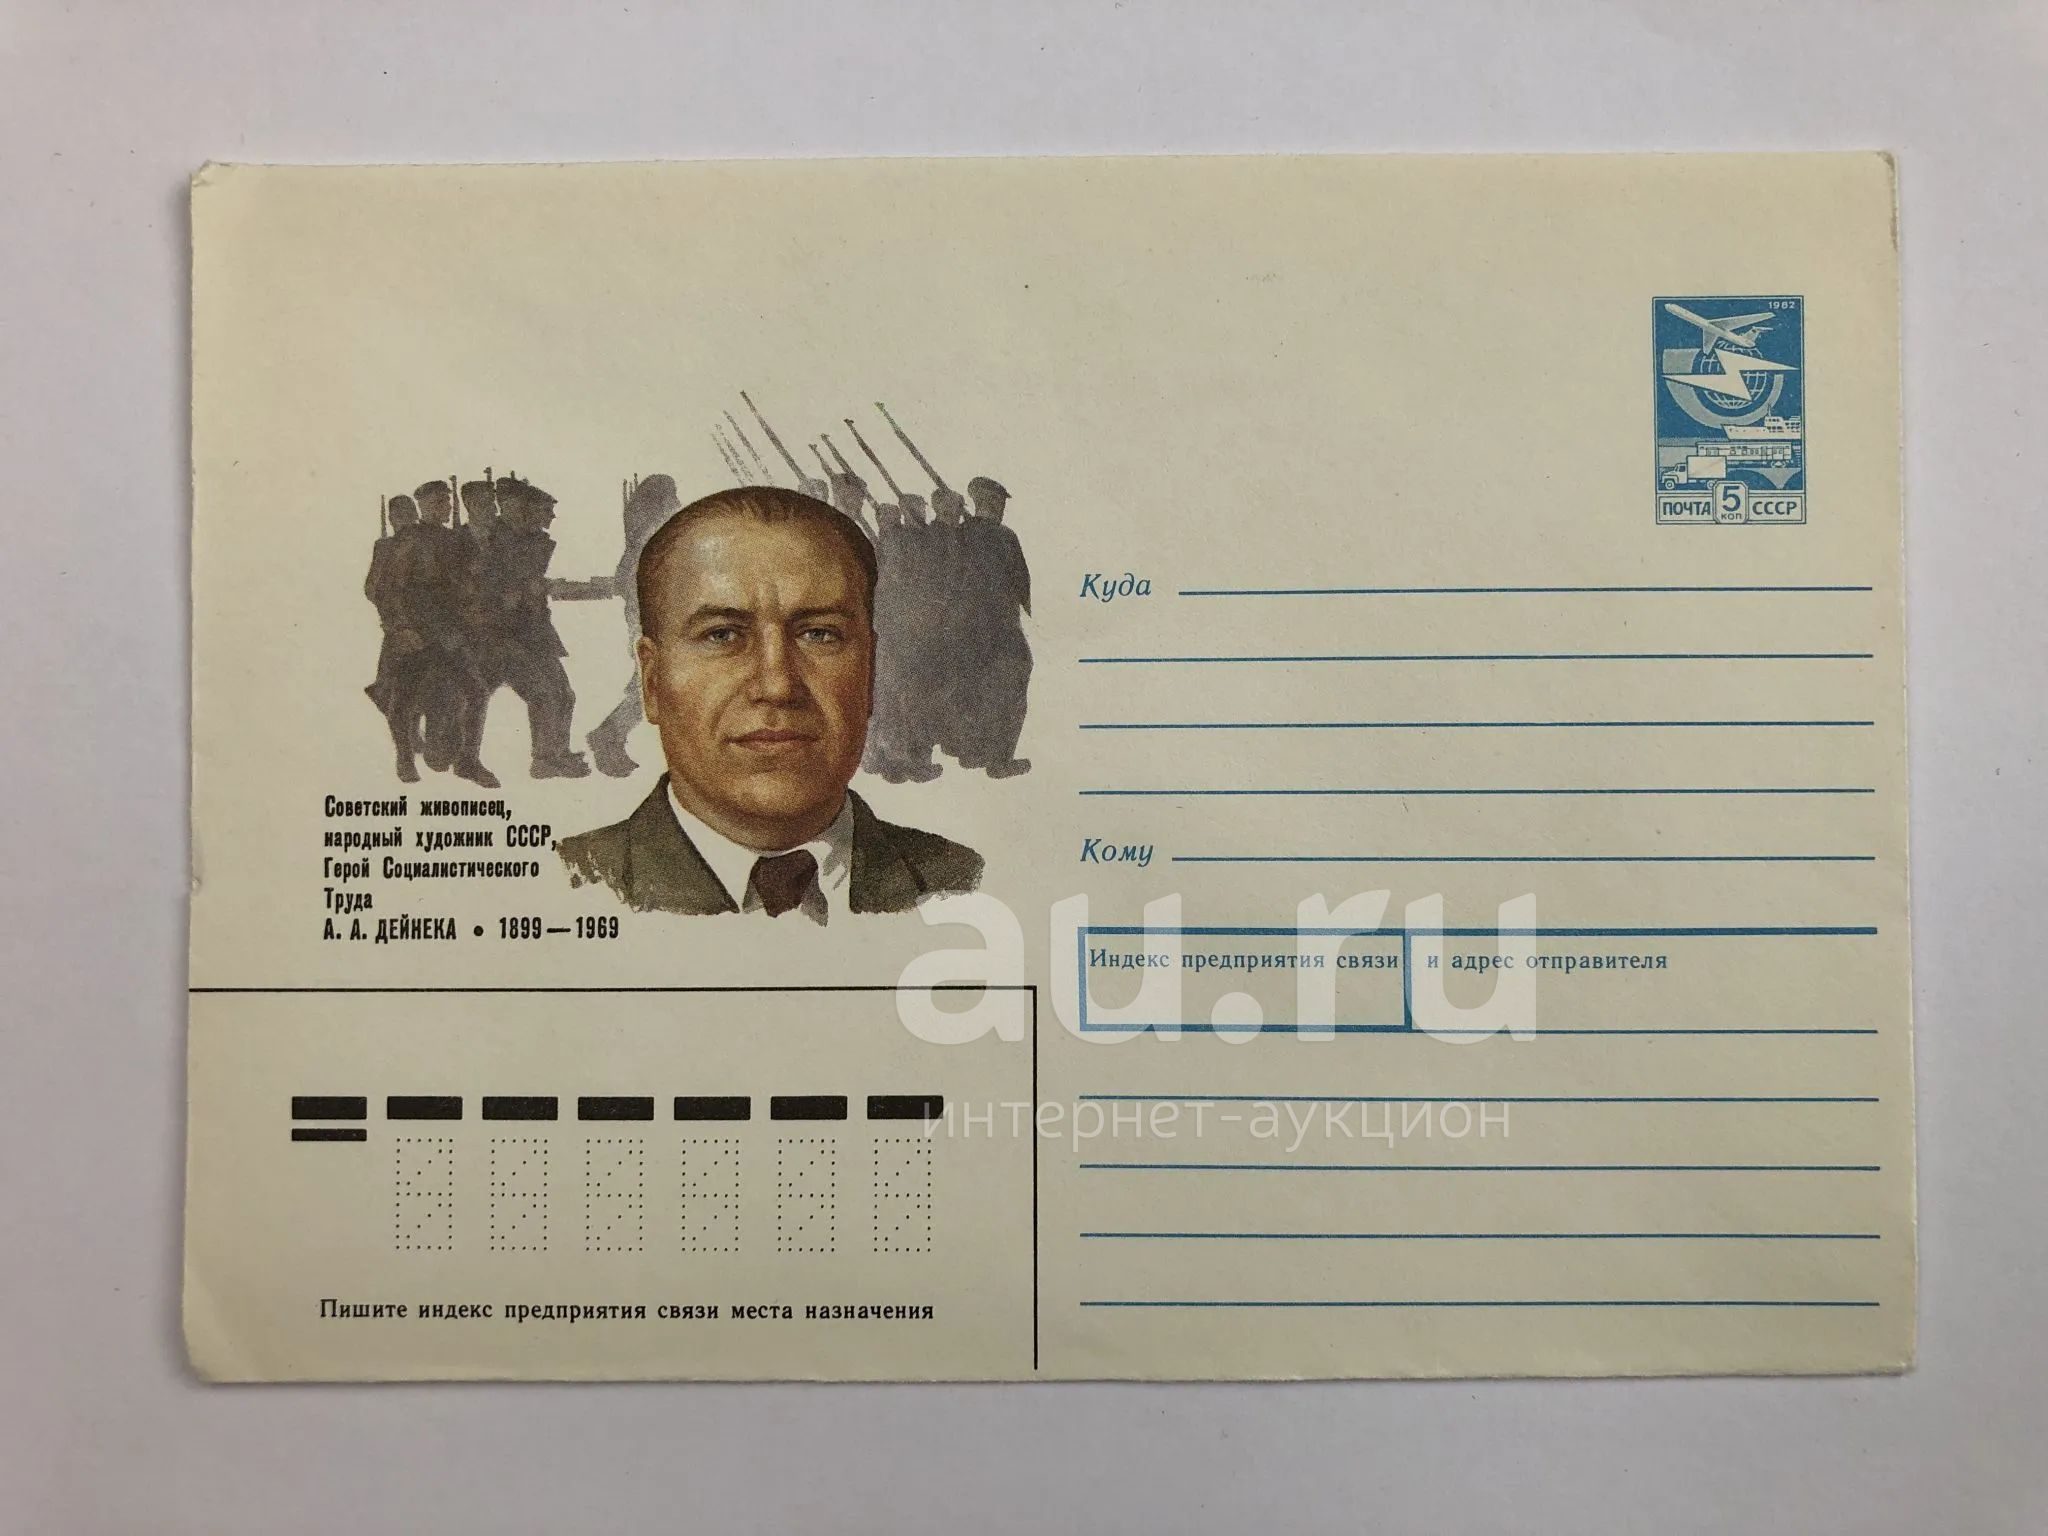 1982
ПОЧТА 5 КОП СССР
Куда
Советский живописец,
народный художник СССР,
Герой Социалистического
Труда
А. А. ДЕЙНЕКА • 1899—1969
Кому
Индекс предприятия связи и адрес отправителя
au.ru
интернет-аукцион
Пишите индекс предприятия связи места назначения